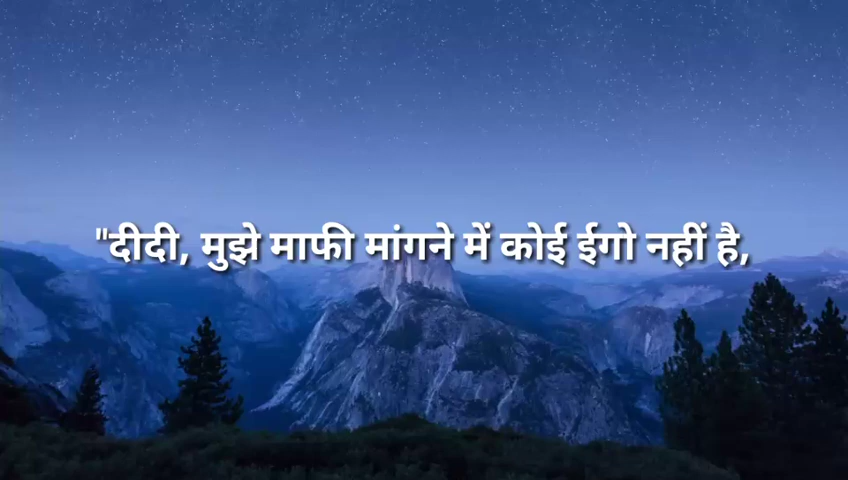 "दीदी, मुझे माफी मांगने में कोई ईगो नहीं है,